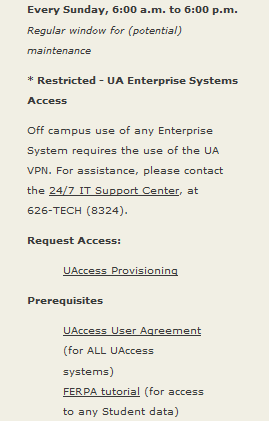 Every Sunday, 6:00 a.m. to 6:00 p.m.
Regular window for (potential)
maintenance
* Restricted - UA Enterprise Systems
Access
Off campus use of any Enterprise
System requires the use of the UA
VPN. For assistance, please contact
the 24/7 IT Support Center, at
626-TECH (8324).
Request Access:
UAccess Provisioning
Prerequisites
UAccess User Agreement
(for ALL UAccess
systems)
FERPA tutorial (for access
to any Student data)